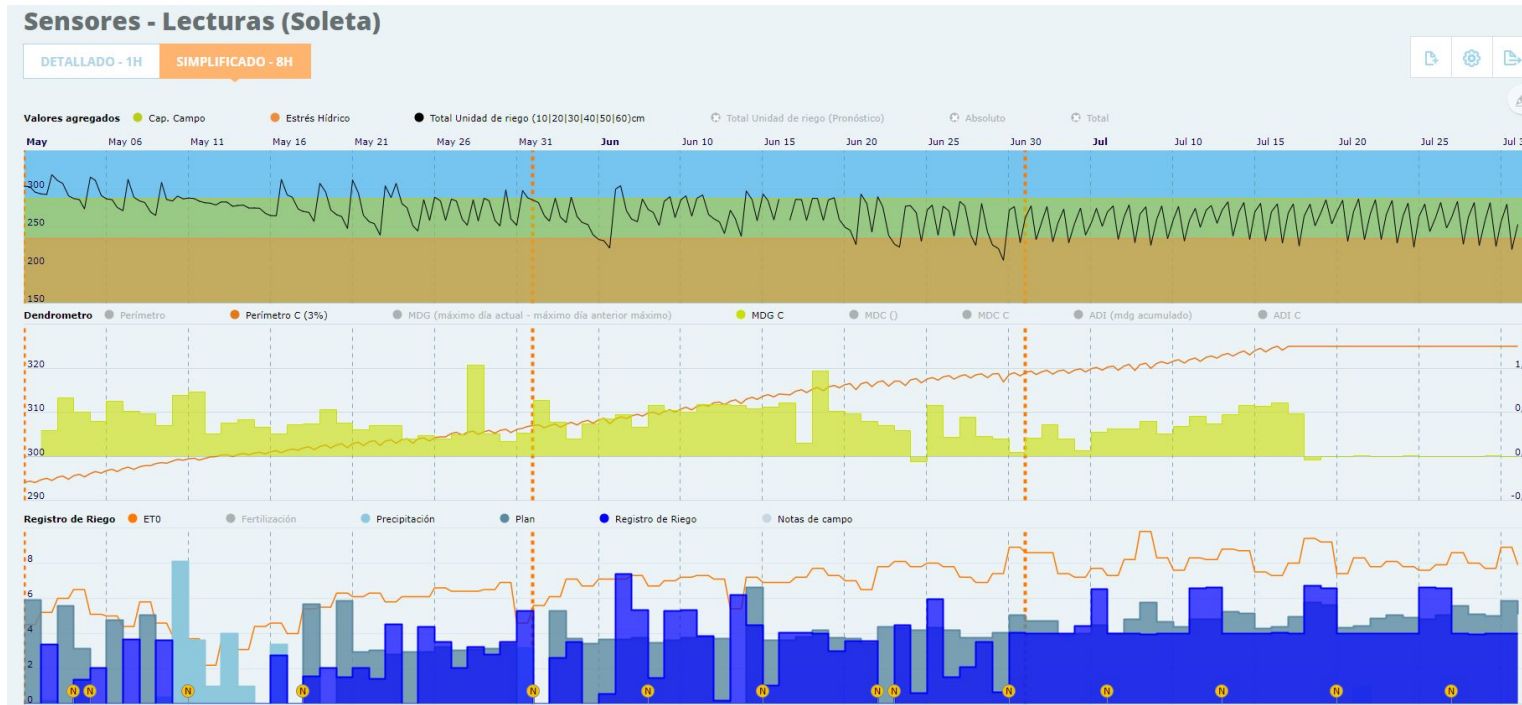 Sensores - Lecturas (Soleta)
DETALLADO - 1H SIMPLIFICADO - 8H
Valores agregados Cap. Campo Estrés Hídrico Total Unidad de riego (10|20|30|40|50|60)cm Total Unidad de riego (Pronóstico) Absoluto Total
May May 06 May 11 May 16 May 21 May 26 May 31 Jun Jun 10 Jun 15 Jun 20 Jun 25 Jun 30 Jul Jul 10 Jul 15 Jul 20 Jul 25 Jul
300
250
200
150
Dendrometro Perímetro Perímetro C (3%) MDG (máximo día actual - máximo día anterior máximo) MDG C MDC () MDC C ADI (mdg acumulado) ADI C
320 1,
310 0,
300 0,
290 -0,
Registro de Riego ET0 Fertilización Precipitación Plan Registro de Riego Notas de campo
8
6
4
2
N N N N N N N N N N N N N N
0